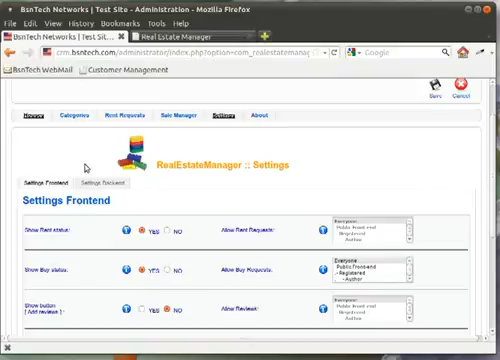 BsnTech Networks | Test Site - Administration - Mozilla Firefox
File Edit View History Bookmarks Tools Help
BsnTech Networks | Test Sit... Real Estate Manager
crm.bsntech.com/administrator/index.php?option=com_realestatemanag
Google
BsnTech WebMail Customer Management
Save Cancel
Houses Categories Rent Requests Sale Manager Settings About
RealEstateManager :: Settings
Settings Frontend Settings Backend
Settings Frontend
Show Rent status: YES NO Allow Rent Requests:
Everyone
Public Frontend
Registered
Author
Show Buy status: YES NO Allow Buy Requests:
Everyone
Public Frontend
- Registered
- Author
Show button
[ Add reviews ] : YES NO Allow Reviews:
Everyone
Public Frontend
Registered
Author